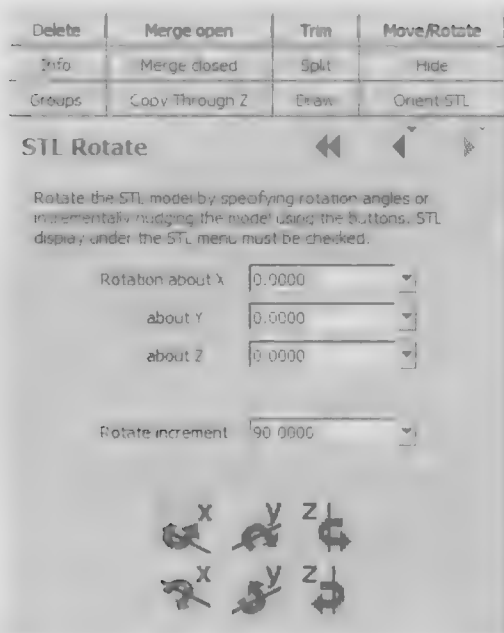 Delete Merge open Trim Move/Rotate
Info Merge closed Split Hide
Groups Copy Through Z Draw Orient STL
STL Rotate
Rotate the STL model by specifying rotation angles or
incrementally nudging the model using the buttons. STL
display under the STL menu must be checked.
Rotation about X 0.0000
about Y 0.0000
about Z 0.0000
Rotate increment 90.0000
x y z
x y z